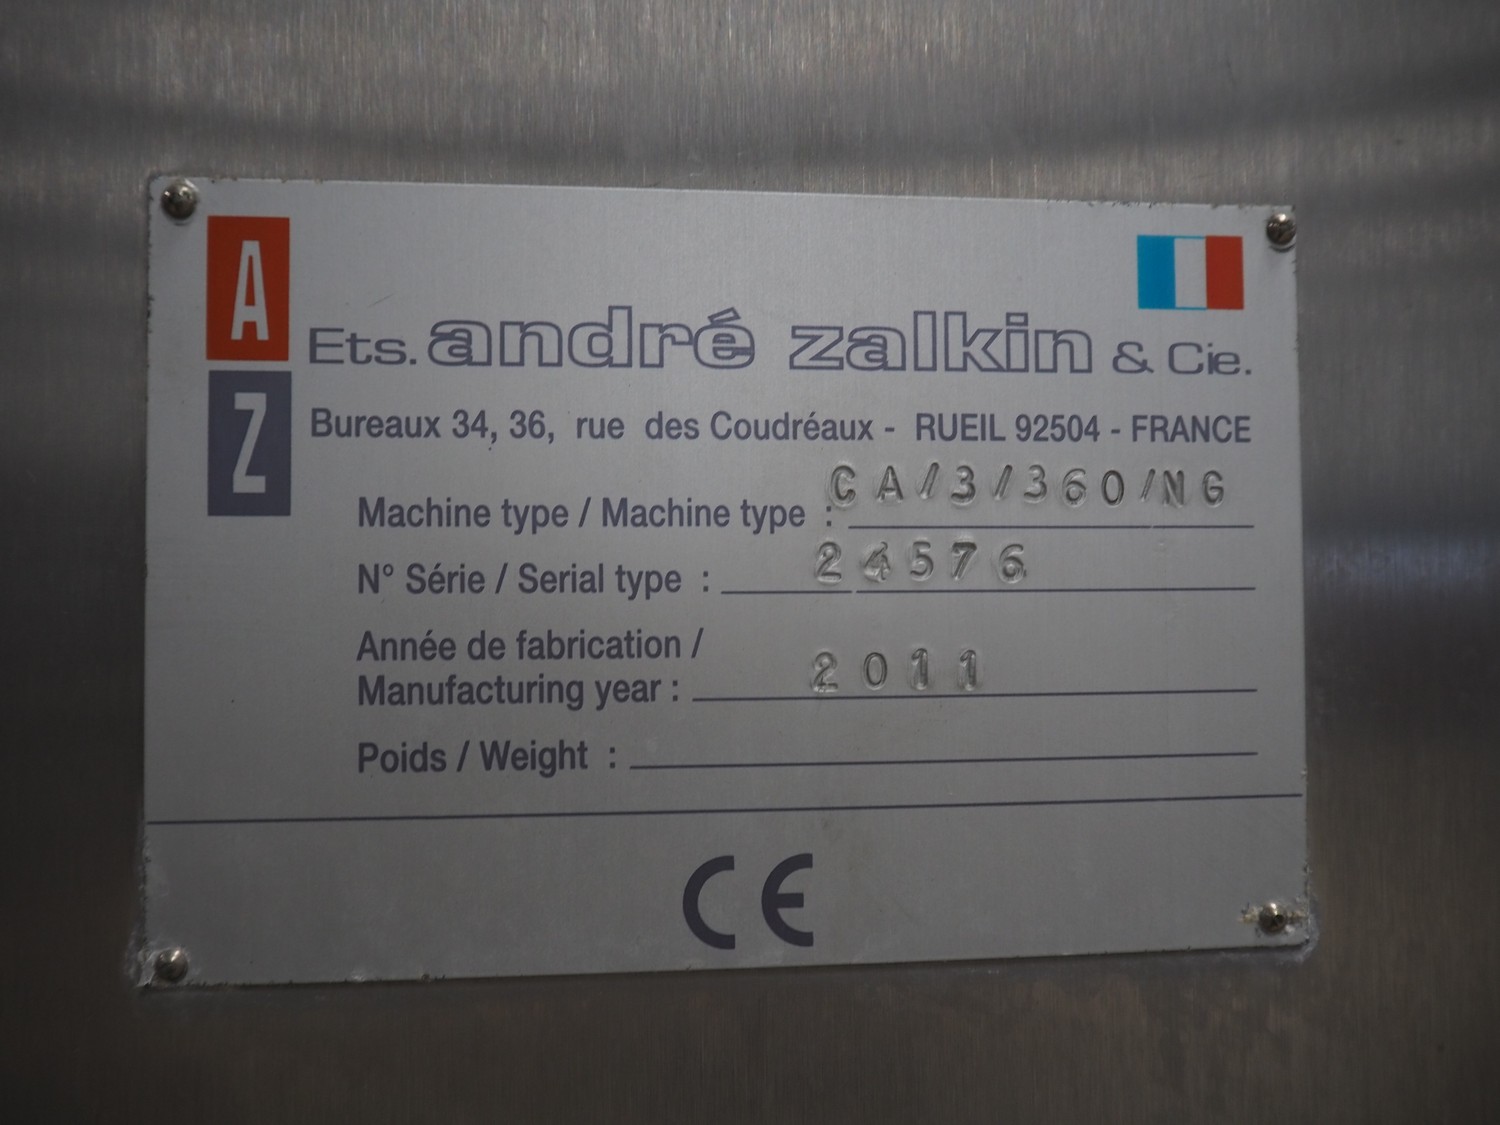 A
Z
Ets. andré zalkin & Cie.
Bureaux 34, 36, rue des Coudréaux - RUEIL 92504 - FRANCE
Machine type / Machine type : CA/3/360/NG
N° Série / Serial type : 24576
Année de fabrication /
Manufacturing year : 2011
Poids / Weight :
CE